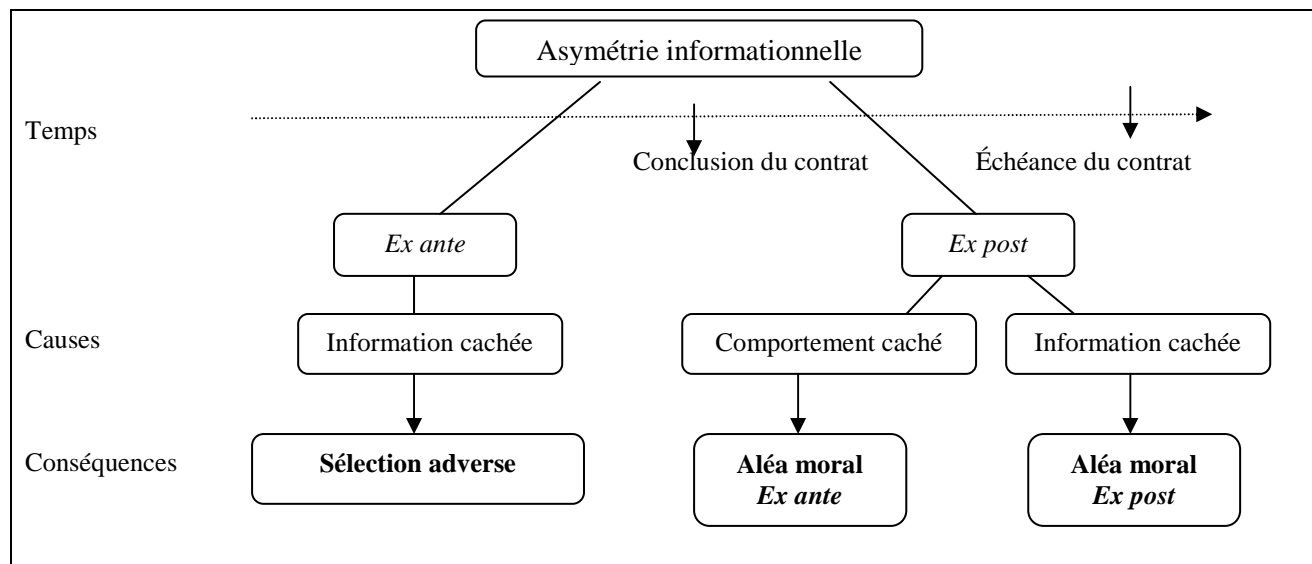 Asymétrie informationnelle
Temps
Conclusion du contrat
Échéance du contrat
Ex ante
Ex post
Causes
Information cachée
Comportement caché
Information cachée
Conséquences
Sélection adverse
Aléa moral
Ex ante
Aléa moral
Ex post